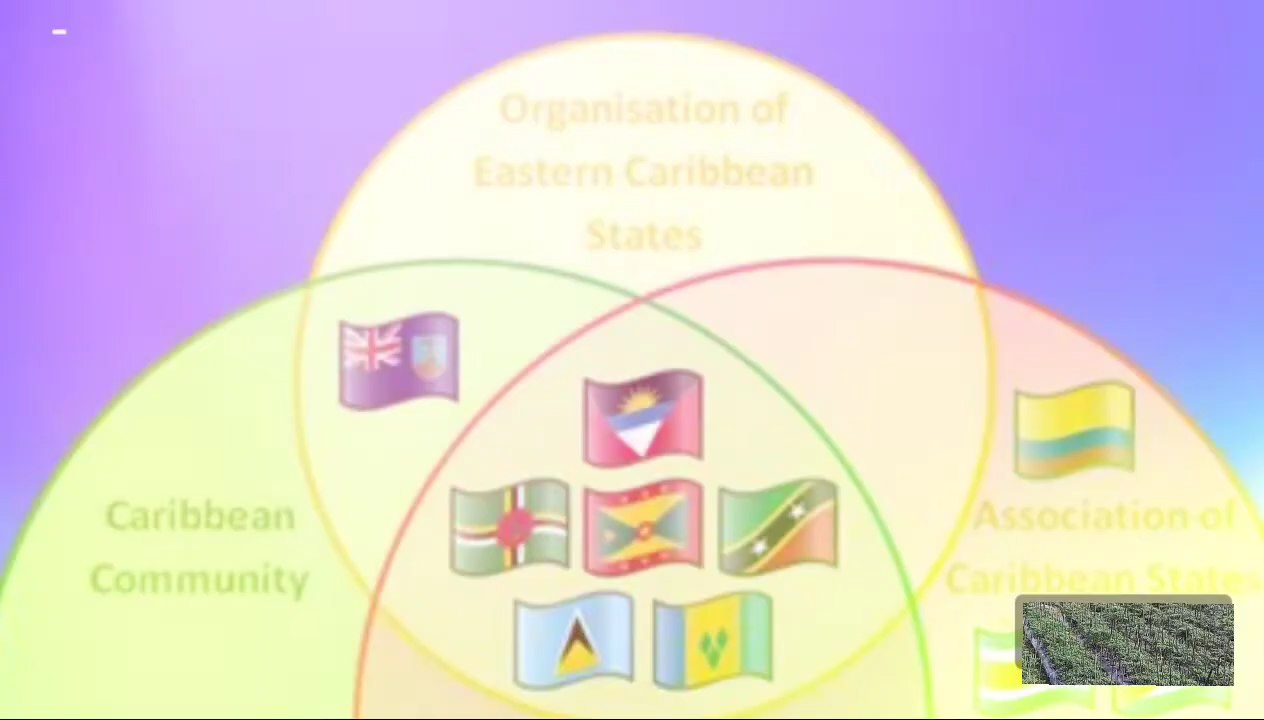 Organisation of
Eastern Caribbean
States
Caribbean
Community
Association of
Caribbean States